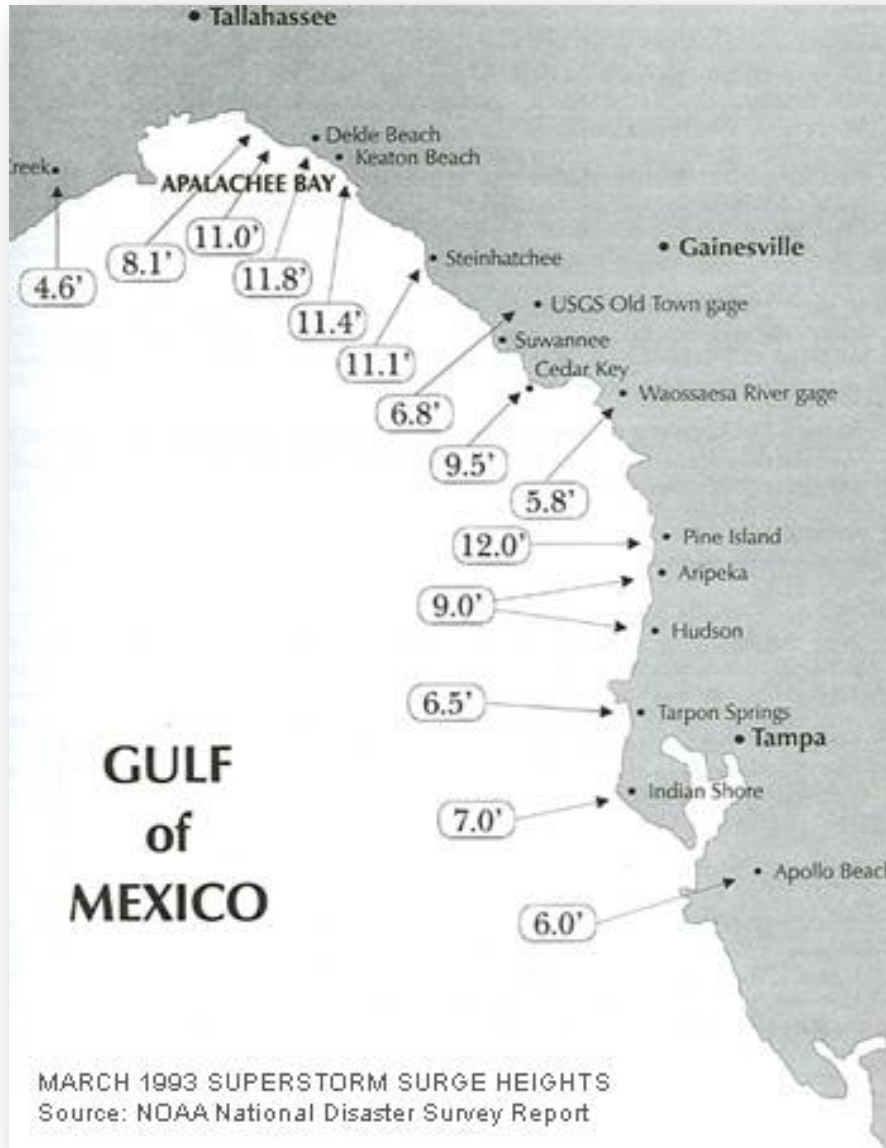 Tallahassee
Dekle Beach
Keaton Beach
Creek
APALACHEE BAY
11.0'
8.1'
4.6'
11.8'
11.4'
11.1'
Gainesville
Steinhatchee
USGS Old Town gage
Suwannee
Cedar Key
6.8'
Waossaesa River gage
9.5'
5.8'
12.0'
Pine Island
Aripeka
9.0'
Hudson
6.5'
Tarpon Springs
Tampa
GULF
of
MEXICO
Indian Shore
7.0'
Apollo Beach
6.0'
MARCH 1993 SUPERSTORM SURGE HEIGHTS
Source: NOAA National Disaster Survey Report